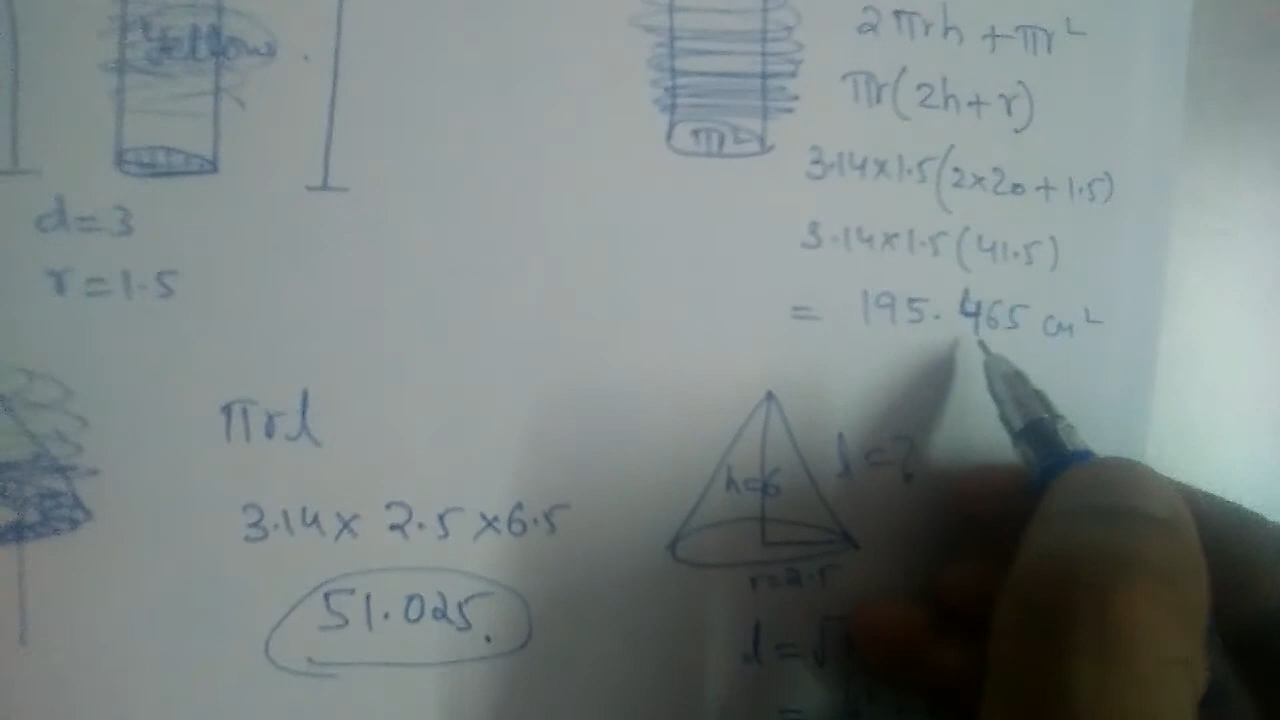 Yellow
d=3
r=1.5
2πrh+πr²
πr(2h+r)
πr²
3.14×1.5(2×20+1.5)
3.14×1.5(41.5)
= 195.465 cm²
πrl
3.14× 2.5×6.5
51.025.
h=6
l=?
r=2.5
l=√
=